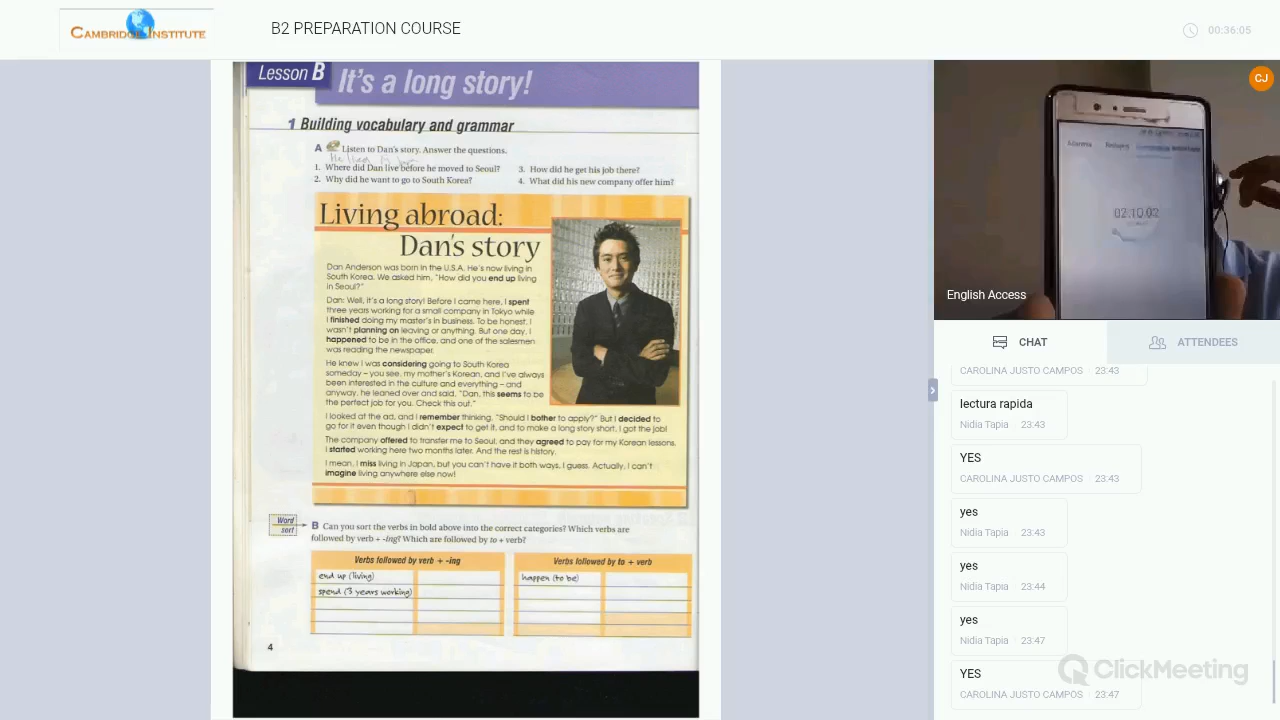 CAMBRIDGE INSTITUTE
B2 PREPARATION COURSE
00:36:05
Lesson B
It's a long story!
1 Building vocabulary and grammar
A Listen to Dan's story. Answer the questions.
1. Where did Dan live before he moved to Seoul?
2. Why did he want to go to South Korea?
3. How did he get his job there?
4. What did his new company offer him?
Living abroad:
Dan's story
Dan Anderson was born in the U.S.A. He's now living in
South Korea. We asked him, "How did you end up living
in Seoul?"
Dan: Well, it's a long story! Before I came here, I spent
three years working for a small company in Tokyo while
I finished doing my master's in business. To be honest, I
wasn't planning on leaving or anything. But one day, I
happened to be in the office, and one of the salesmen
was reading the newspaper.
He knew I was considering going to South Korea
someday – you see, my mother's Korean, and I've always
been interested in the culture and everything – and
anyway, he leaned over and said, "Dan, this seems to be
the perfect job for you. Check this out."
I looked at the ad, and I remember thinking, "Should I bother to apply?" But I decided to
go for it even though I didn't expect to get it, and to make a long story short, I got the job!
The company offered to transfer me to Seoul, and they agreed to pay for my Korean lessons.
I started working here two months later. And the rest is history.
I mean, I miss living in Japan, but you can't have it both ways, I guess. Actually, I can't
imagine living anywhere else now!
Word
sort
B Can you sort the verbs in bold above into the correct categories? Which verbs are
followed by verb + -ing? Which are followed by to + verb?
Verbs followed by verb + -ing
end up (living)
spend (3 years working)
Verbs followed by to + verb
happen (to be)
4
CJ
02:10.02
English Access
CHAT
ATTENDEES
CAROLINA JUSTO CAMPOS 23:43
lectura rapida
Nidia Tapia 23:43
YES
CAROLINA JUSTO CAMPOS 23:43
yes
Nidia Tapia 23:43
yes
Nidia Tapia 23:44
yes
Nidia Tapia 23:47
YES
CAROLINA JUSTO CAMPOS 23:47
ClickMeeting